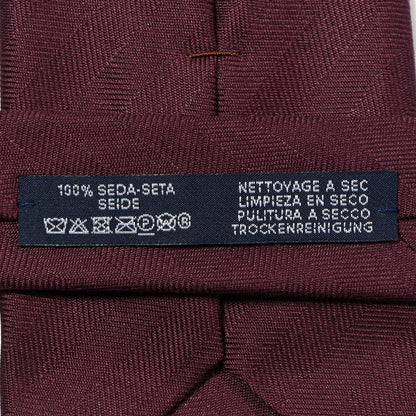 100% SEDA-SETA
SEIDE
P W
NETTOYAGE A SEC
LIMPIEZA EN SECO
PULITURA A SECCO
TROCKENREINIGUNG